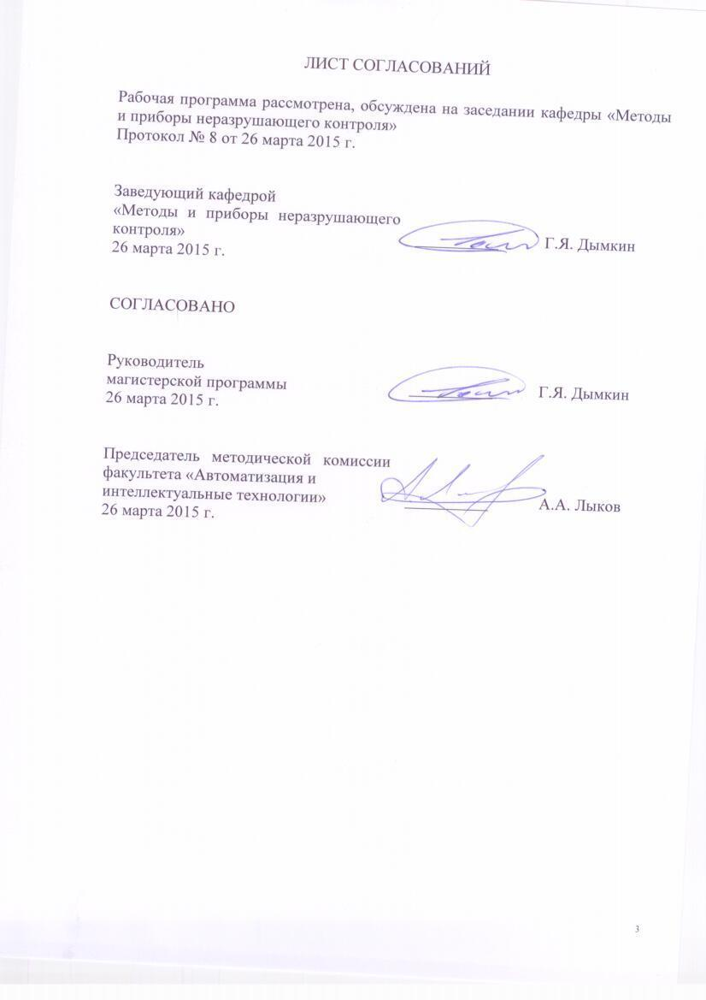 ЛИСТ СОГЛАСОВАНИЙ
Рабочая программа рассмотрена, обсуждена на заседании кафедры «Методы
и приборы неразрушающего контроля»
Протокол № 8 от 26 марта 2015 г.
Заведующий кафедрой
«Методы и приборы неразрушающего
контроля»
26 марта 2015 г.
Г.Я. Дымкин
СОГЛАСОВАНО
Руководитель
магистерской программы
26 марта 2015 г.
Г.Я. Дымкин
Председатель методической комиссии
факультета «Автоматизация и
интеллектуальные технологии»
26 марта 2015 г.
А.А. Лыков
3